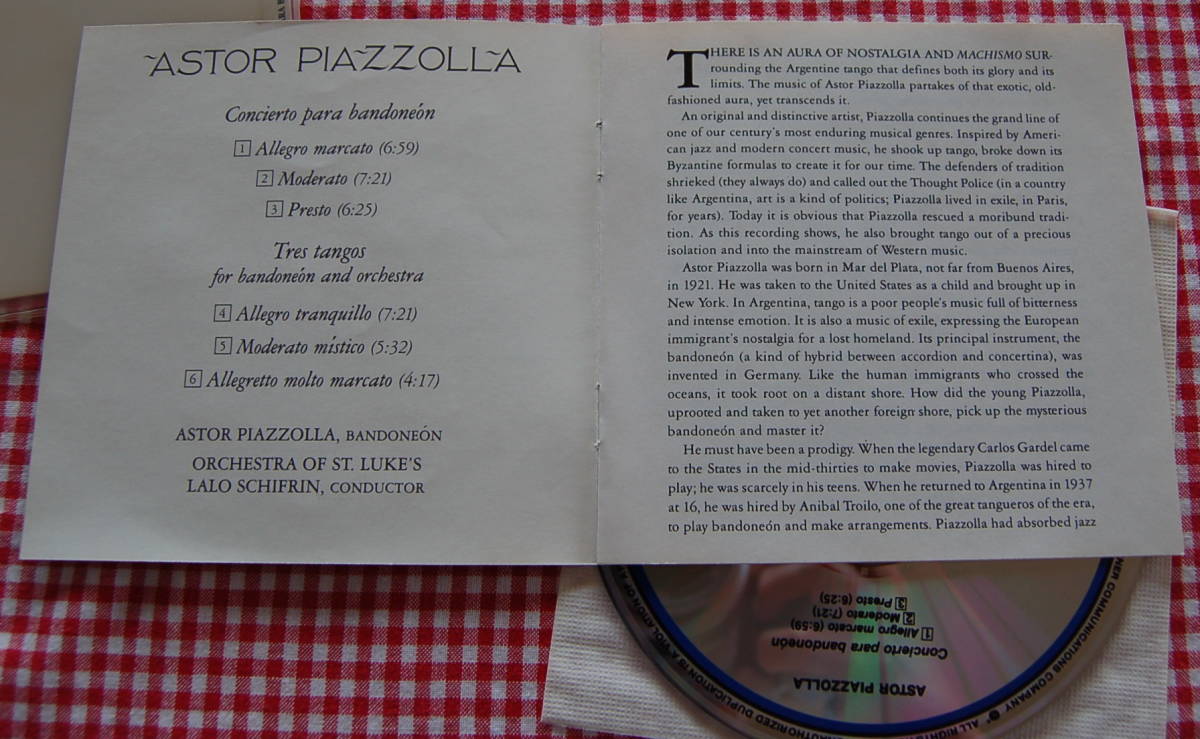 ASTOR PIAZZOLLA
Concierto para bandoneón
1 Allegro marcato (6:59)
2 Moderato (7:21)
3 Presto (6:25)
Tres tangos
for bandoneón and orchestra
4 Allegro tranquillo (7:21)
5 Moderato místico (5:32)
6 Allegretto molto marcato (4:17)
ASTOR PIAZZOLLA, BANDONEÓN
ORCHESTRA OF ST. LUKE'S
LALO SCHIFRIN, CONDUCTOR
THERE IS AN AURA OF NOSTALGIA AND MACHISMO SUR-
rounding the Argentine tango that defines both its glory and its
limits. The music of Astor Piazzolla partakes of that exotic, old-
fashioned aura, yet transcends it.
An original and distinctive artist, Piazzolla continues the grand line of
one of our century's most enduring musical genres. Inspired by Ameri-
can jazz and modern concert music, he shook up tango, broke down its
Byzantine formulas to create it for our time. The defenders of tradition
shrieked (they always do) and called out the Thought Police (in a country
like Argentina, art is a kind of politics; Piazzolla lived in exile, in Paris,
for years). Today it is obvious that Piazzolla rescued a moribund tradi-
tion. As this recording shows, he also brought tango out of a precious
isolation and into the mainstream of Western music.
Astor Piazzolla was born in Mar del Plata, not far from Buenos Aires,
in 1921. He was taken to the United States as a child and brought up in
New York. In Argentina, tango is a poor people's music full of bitterness
and intense emotion. It is also a music of exile, expressing the European
immigrant's nostalgia for a lost homeland. Its principal instrument, the
bandoneón (a kind of hybrid between accordion and concertina), was
invented in Germany. Like the human immigrants who crossed the
oceans, it took root on a distant shore. How did the young Piazzolla,
uprooted and taken to yet another foreign shore, pick up the mysterious
bandoneón and master it?
He must have been a prodigy. When the legendary Carlos Gardel came
to the States in the mid-thirties to make movies, Piazzolla was hired to
play; he was scarcely in his teens. When he returned to Argentina in 1937
at 16, he was hired by Anibal Troilo, one of the great tangueros of the era,
to play bandoneón and make arrangements. Piazzolla had absorbed jazz
ASTOR PIAZZOLLA
Concierto para bandoneón
1 Allegro marcato (6:59)
2 Moderato (7:21)
3 Presto (6:25)
NER COMMUNICATIONS COMPANY ℗ ALL RIGHTS
UNAUTHORIZED DUPLICATION IS A VIOLATION OF